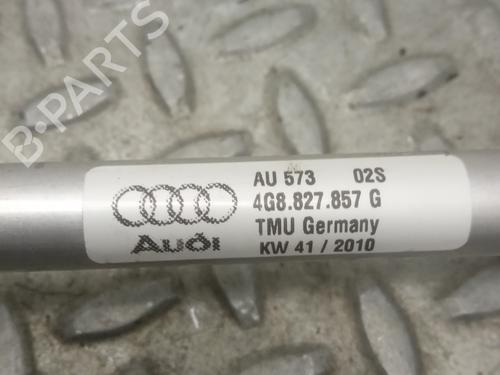 B-PARTS
AU 573 02S
4G8.827.857 G
TMU Germany
KW 41 / 2010
Audi